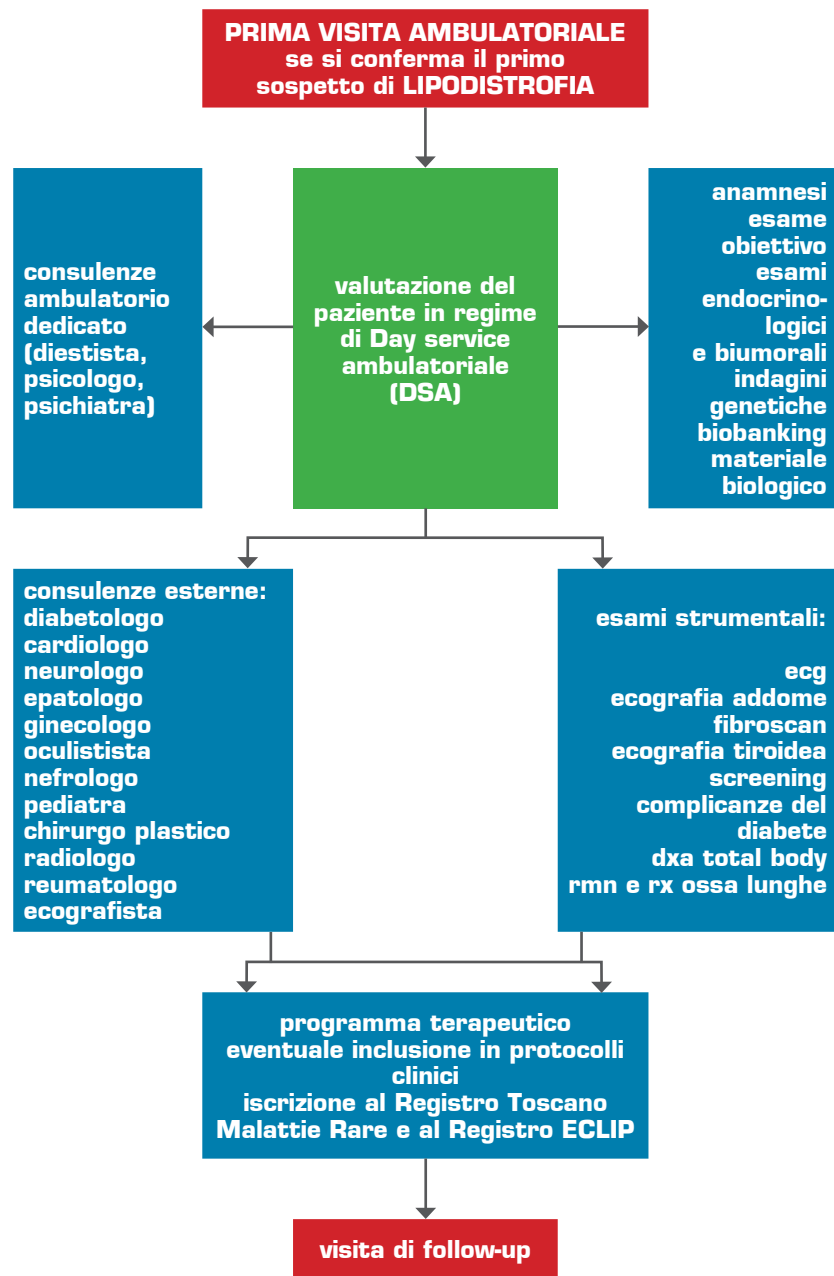 PRIMA VISITA AMBULATORIALE
se si conferma il primo
sospetto di LIPODISTROFIA
consulenze
ambulatorio
dedicato
(diestista,
psicologo,
psichiatra)
valutazione del
paziente in regime
di Day service
ambulatoriale
(DSA)
anamnesi
esame
obiettivo
esami
endocrino-
logici
e biumorali
indagini
genetiche
biobanking
materiale
biologico
consulenze esterne:
diabetologo
cardiologo
neurologo
epatologo
ginecologo
oculistista
nefrologo
pediatra
chirurgo plastico
radiologo
reumatologo
ecografista
esami strumentali:
ecg
ecografia addome
fibroscan
ecografia tiroidea
screening
complicanze del
diabete
dxa total body
rmn e rx ossa lunghe
programma terapeutico
eventuale inclusione in protocolli
clinici
iscrizione al Registro Toscano
Malattie Rare e al Registro ECLIP
visita di follow-up